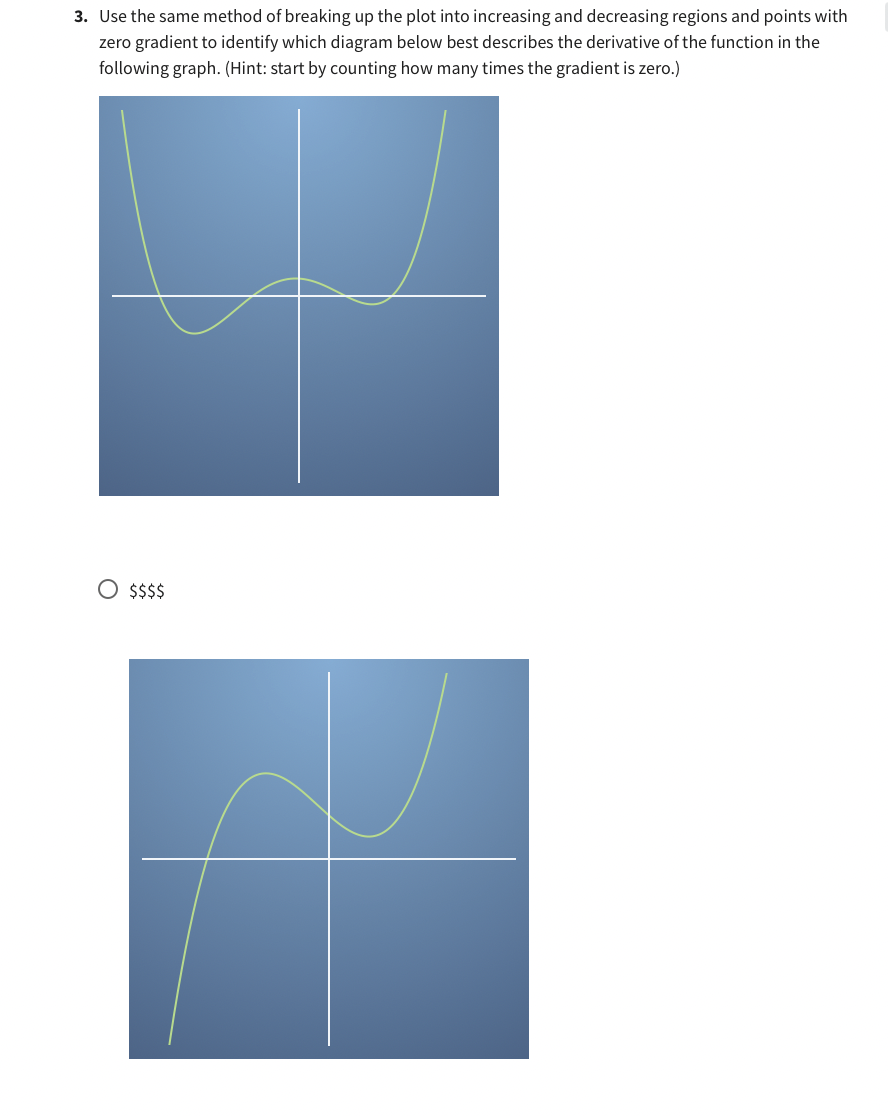 3. Use the same method of breaking up the plot into increasing and decreasing regions and points with
zero gradient to identify which diagram below best describes the derivative of the function in the
following graph. (Hint: start by counting how many times the gradient is zero.)
$$$$